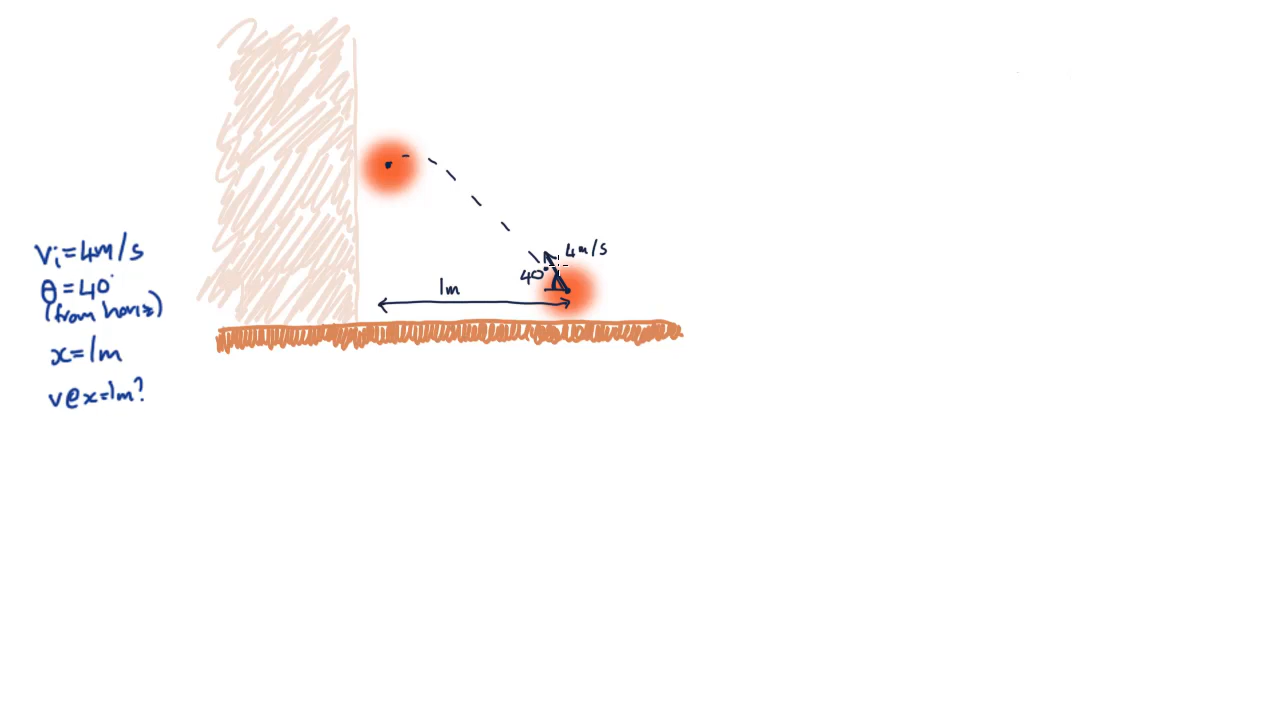 4m/s
40°
1m
vi=4m/s
θ=40°
(from horiz)
x=1m
v@x=1m?